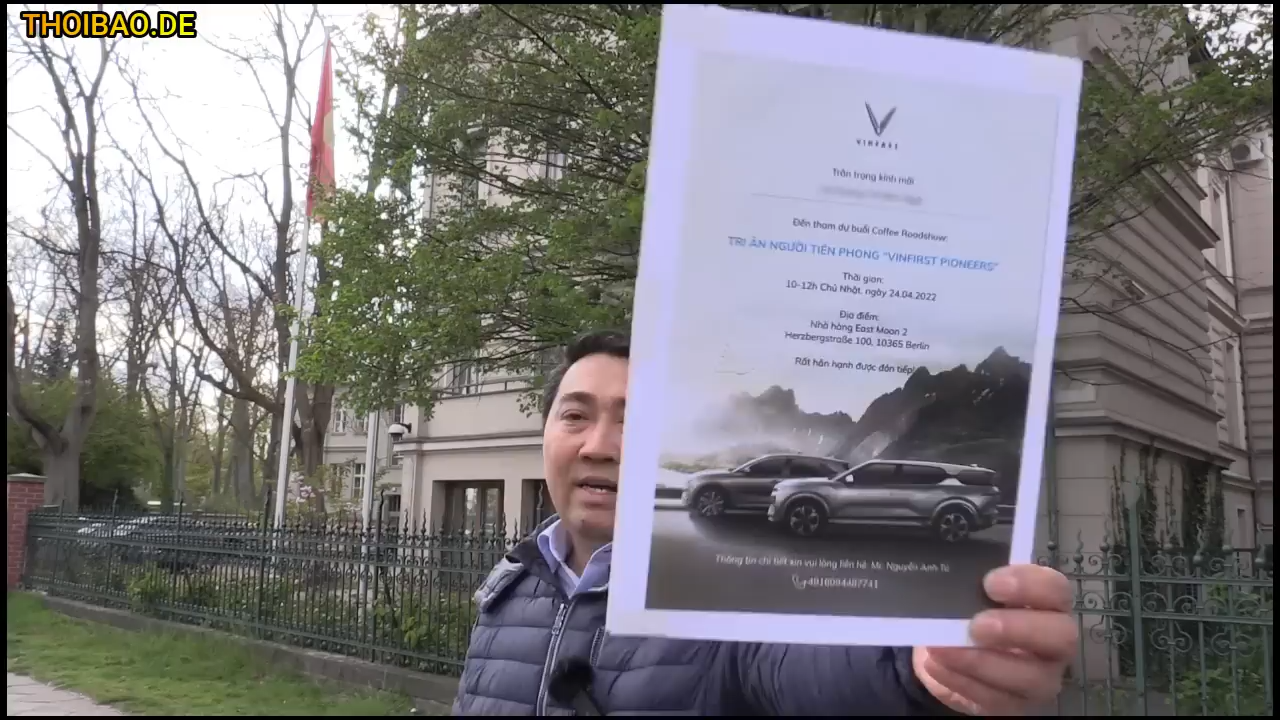 THOIBAO.DE
VINFAST
Trân trọng kính mời
Đến tham dự buổi Coffee Roadshow:
TRI ÂN NGƯỜI TIÊN PHONG "VINFIRST PIONEERS"
Thời gian:
10-12h Chủ Nhật, ngày 24.04.2022
Địa điểm:
Nhà hàng East Moon 2
Herzbergstraße 100, 10365 Berlin
Rất hân hạnh được đón tiếp!
Thông tin chi tiết xin vui lòng liên hệ: Mr. Nguyễn Anh Tú